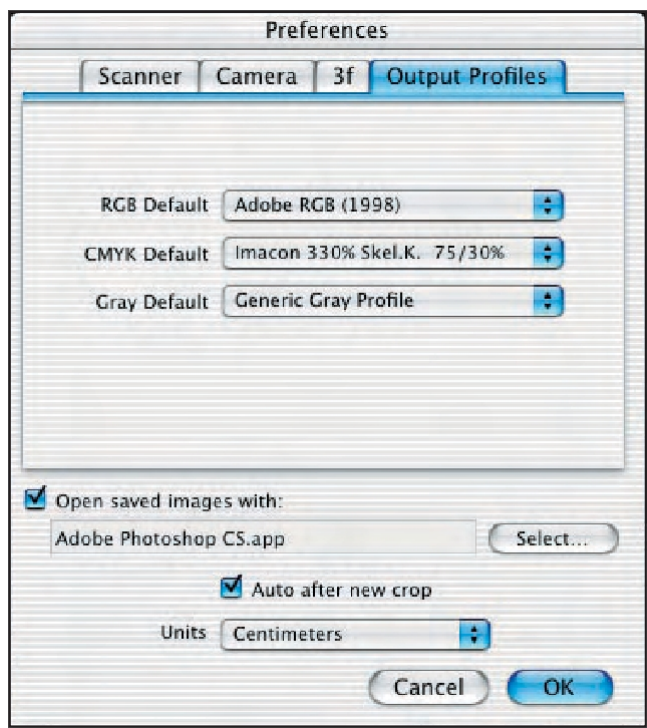 Preferences
Scanner Camera 3f Output Profiles
RGB Default Adobe RGB (1998)
CMYK Default Imacon 330% Skel.K. 75/30%
Gray Default Generic Gray Profile
Open saved images with:
Adobe Photoshop CS.app Select...
Auto after new crop
Units Centimeters
Cancel OK